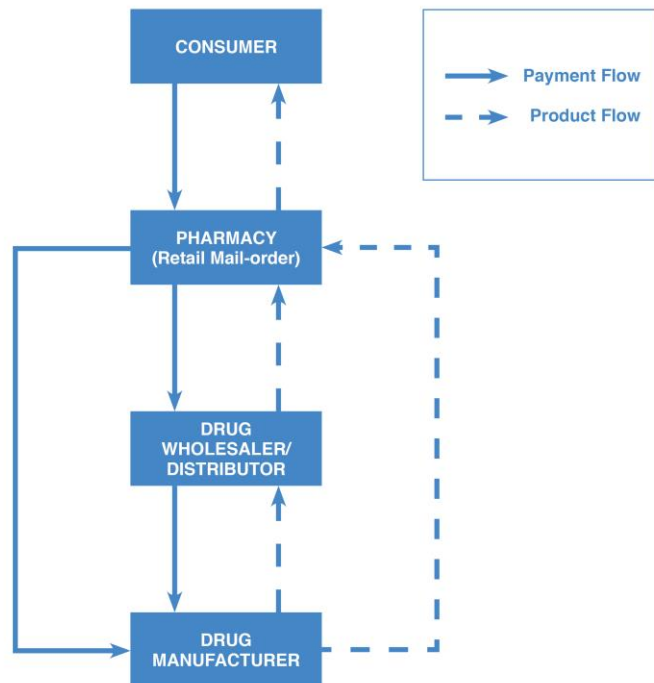 CONSUMER
Payment Flow
Product Flow
PHARMACY
(Retail Mail-order)
DRUG
WHOLESALER/
DISTRIBUTOR
DRUG
MANUFACTURER